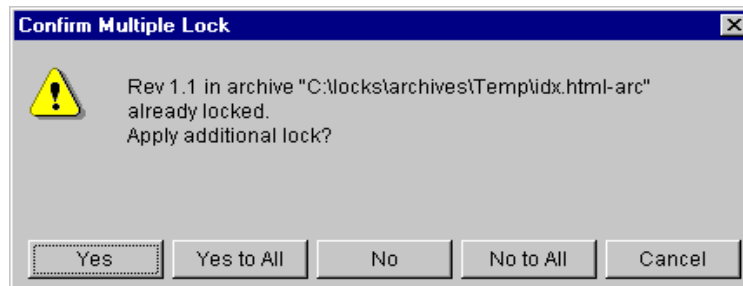 Confirm Multiple Lock
Rev 1.1 in archive "C:\locks\archives\Temp\idx.html-arc"
already locked.
Apply additional lock?
Yes
Yes to All
No
No to All
Cancel